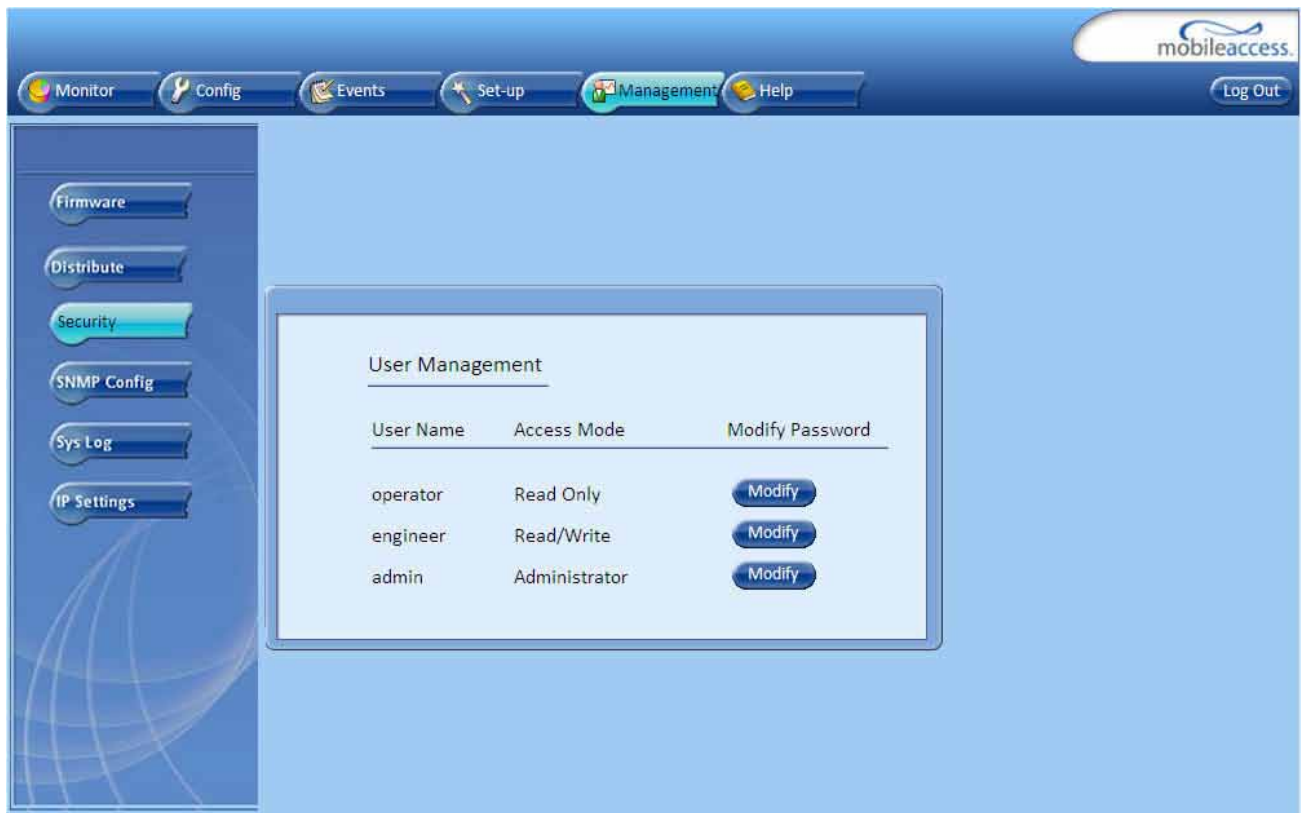 mobileaccess.
Monitor Config Events Set-up Management Help Log Out
Firmware
Distribute
Security
SNMP Config
Sys Log
IP Settings
User Management
User Name Access Mode Modify Password
operator Read Only Modify
engineer Read/Write Modify
admin Administrator Modify